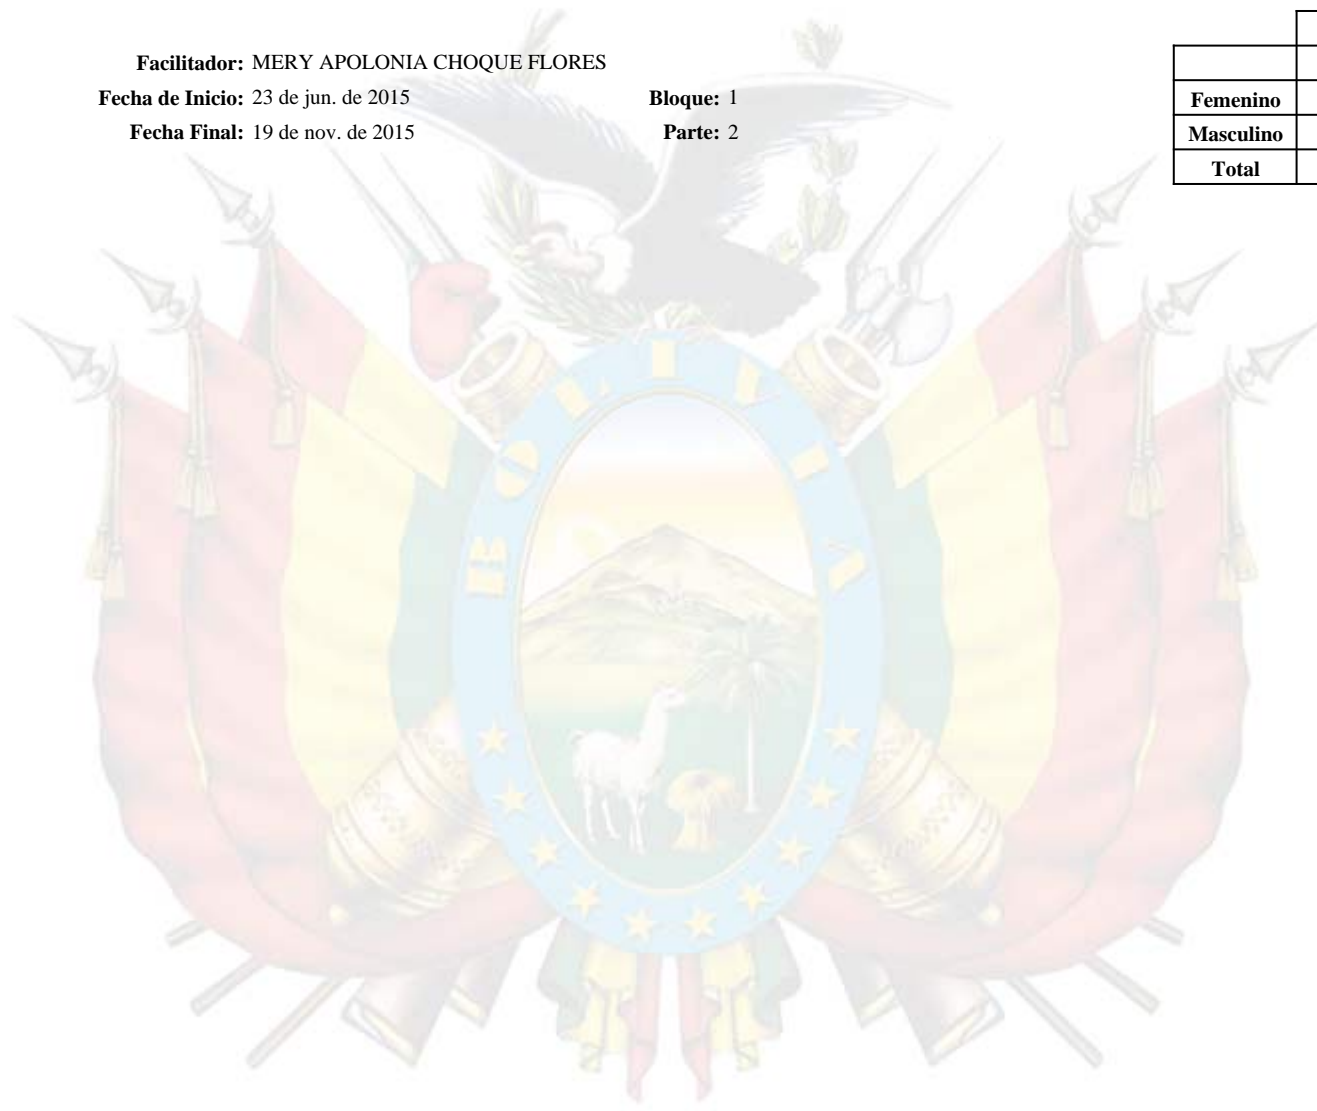 Facilitador: MERY APOLONIA CHOQUE FLORES
Fecha de Inicio: 23 de jun. de 2015 Bloque: 1
Fecha Final: 19 de nov. de 2015 Parte: 2
Femenino
Masculino
Total
BOLIVIA